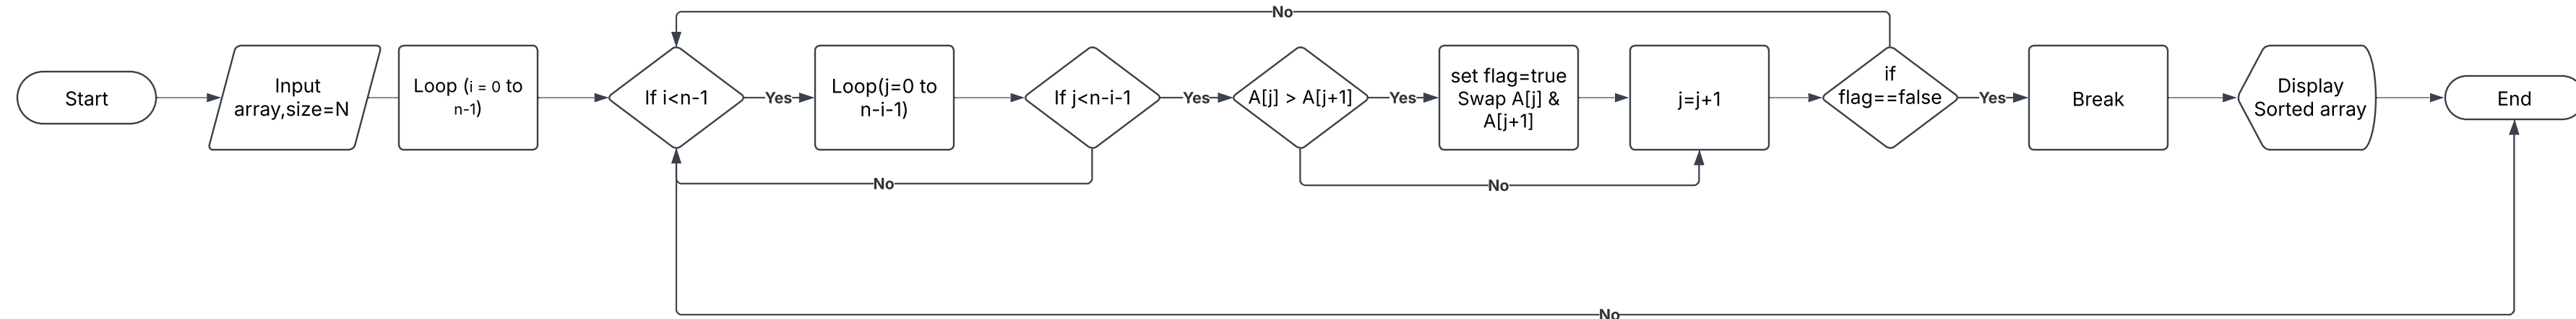 No
Start
Input
array,size=N
Loop (i = 0 to
n-1)
If i<n-1
Yes
Loop(j=0 to
n-i-1)
If j<n-i-1
Yes
A[j] > A[j+1]
Yes
set flag=true
Swap A[j] &
A[j+1]
j=j+1
if
flag==false
Yes
Break
Display
Sorted array
End
No
No
No